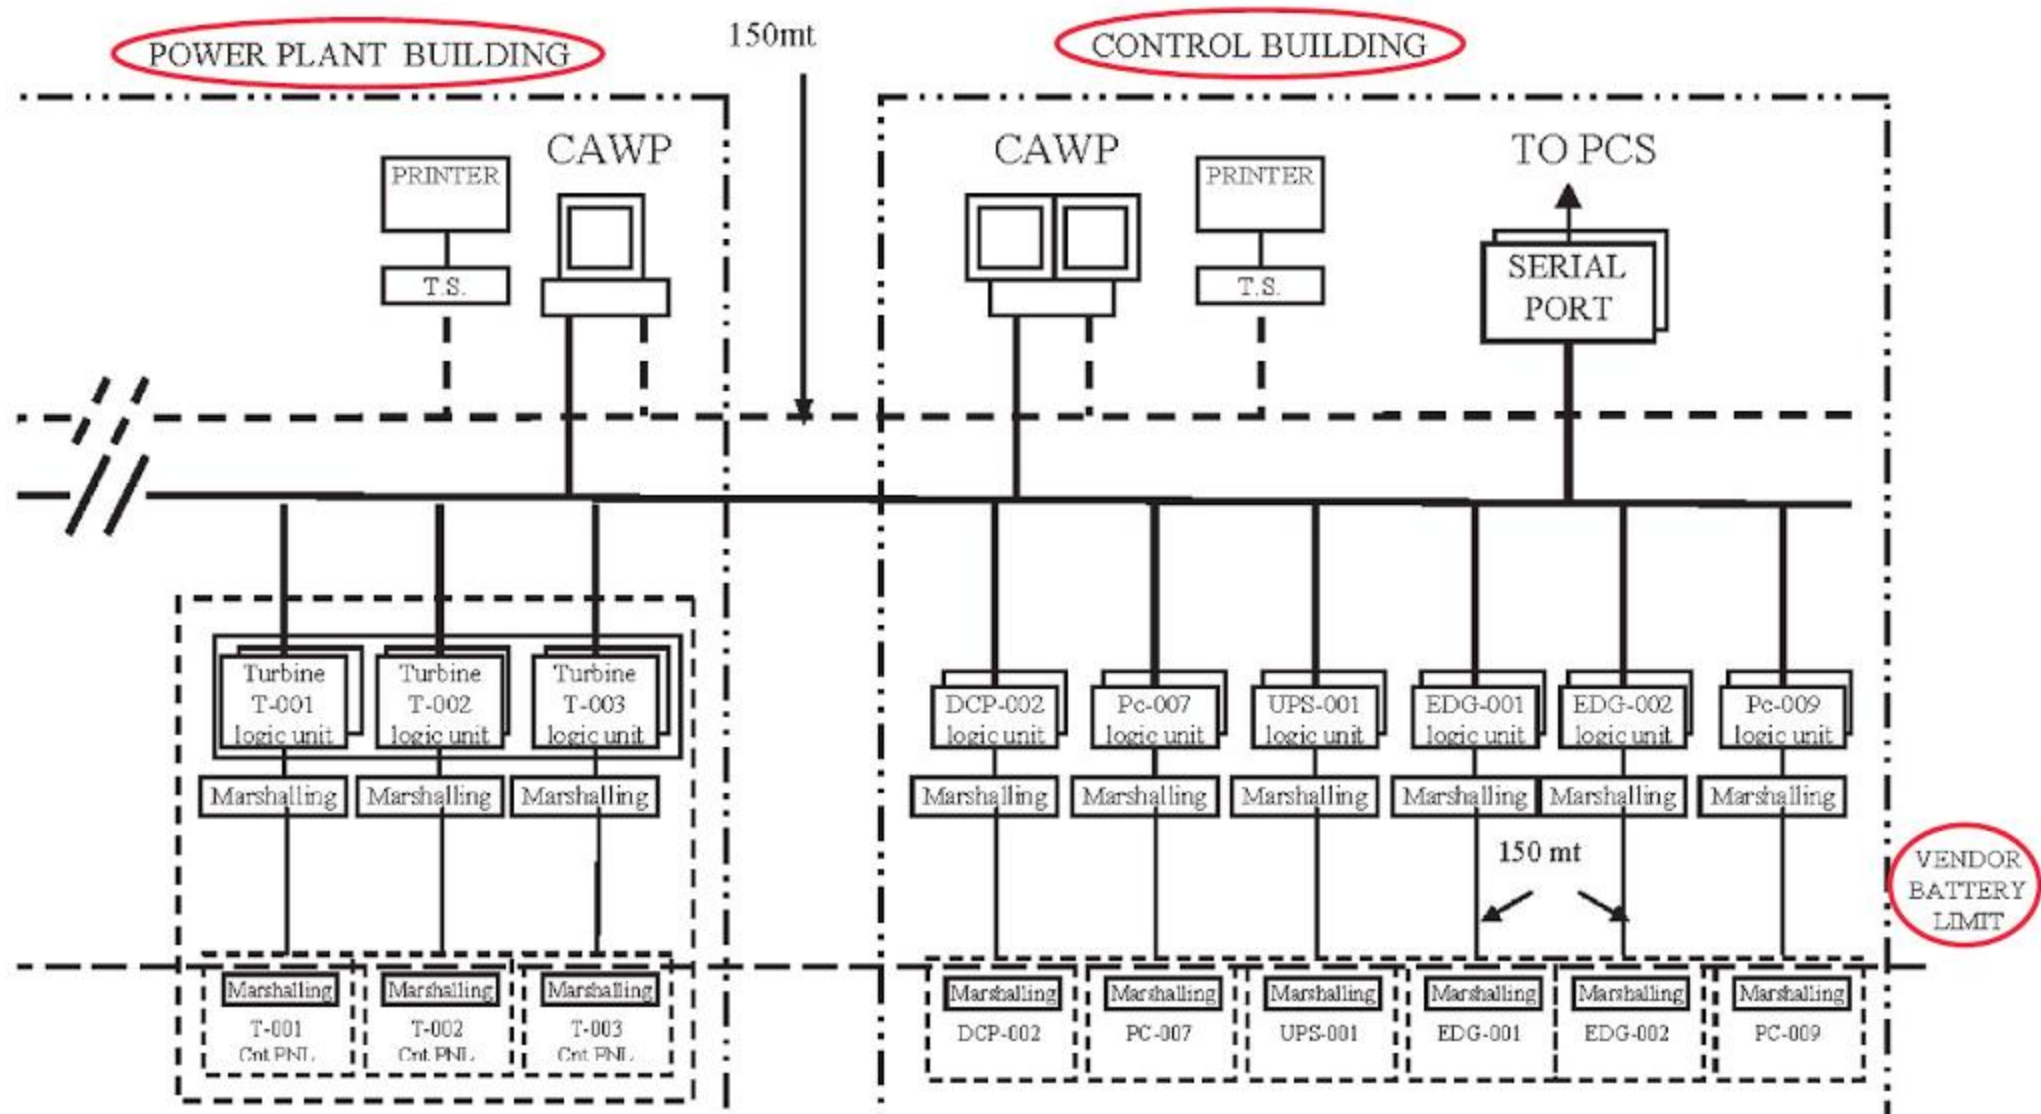 POWER PLANT BUILDING
150mt
CONTROL BUILDING
PRINTER
CAWP
T.S.
CAWP
PRINTER
T.S.
TO PCS
SERIAL
PORT
Turbine
T-001
logic unit
Turbine
T-002
logic unit
Turbine
T-003
logic unit
DCP-002
logic unit
Pc-007
logic unit
UPS-001
logic unit
EDG-001
logic unit
EDG-002
logic unit
Pc-009
logic unit
Marshalling
Marshalling
Marshalling
Marshalling
Marshalling
Marshalling
Marshalling
Marshalling
Marshalling
150 mt
VENDOR
BATTERY
LIMIT
Marshalling
T-001
Cnt PNL
Marshalling
T-002
Cnt PNL
Marshalling
T-003
Cnt PNL
Marshalling
DCP-002
Marshalling
PC-007
Marshalling
UPS-001
Marshalling
EDG-001
Marshalling
EDG-002
Marshalling
PC-009